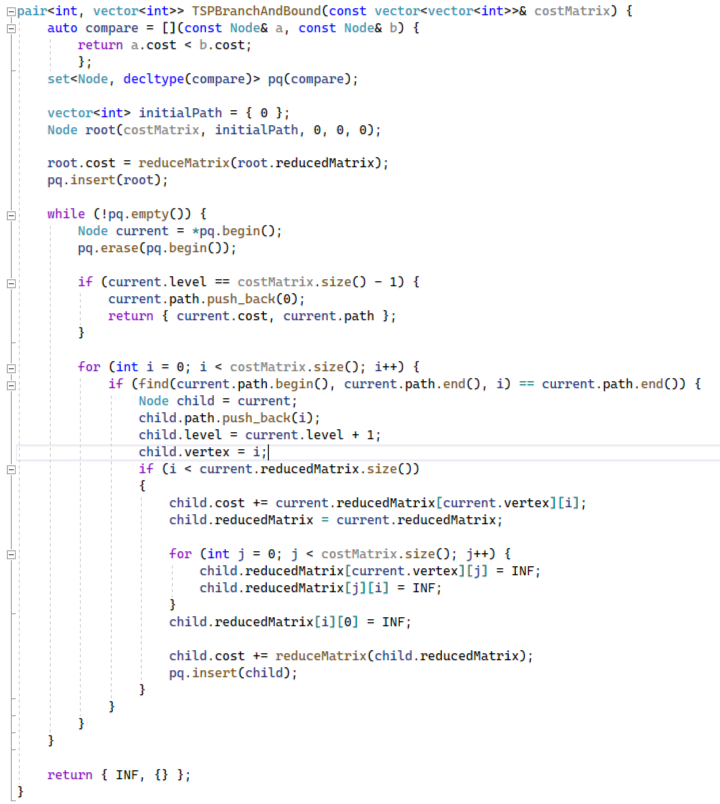 pair<int, vector<int>> TSPBranchAndBound(const vector<vector<int>>& costMatrix) {
    auto compare = [](const Node& a, const Node& b) {
        return a.cost < b.cost;
        };
    set<Node, decltype(compare)> pq(compare);

    vector<int> initialPath = { 0 };
    Node root(costMatrix, initialPath, 0, 0, 0);

    root.cost = reduceMatrix(root.reducedMatrix);
    pq.insert(root);

    while (!pq.empty()) {
        Node current = *pq.begin();
        pq.erase(pq.begin());

        if (current.level == costMatrix.size() - 1) {
            current.path.push_back(0);
            return { current.cost, current.path };
        }

        for (int i = 0; i < costMatrix.size(); i++) {
            if (find(current.path.begin(), current.path.end(), i) == current.path.end()) {
                Node child = current;
                child.path.push_back(i);
                child.level = current.level + 1;
                child.vertex = i;
                if (i < current.reducedMatrix.size())
                {
                    child.cost += current.reducedMatrix[current.vertex][i];
                    child.reducedMatrix = current.reducedMatrix;

                    for (int j = 0; j < costMatrix.size(); j++) {
                        child.reducedMatrix[current.vertex][j] = INF;
                        child.reducedMatrix[j][i] = INF;
                    }
                    child.reducedMatrix[i][0] = INF;

                    child.cost += reduceMatrix(child.reducedMatrix);
                    pq.insert(child);
                }
            }
        }
    }

    return { INF, {} };
}